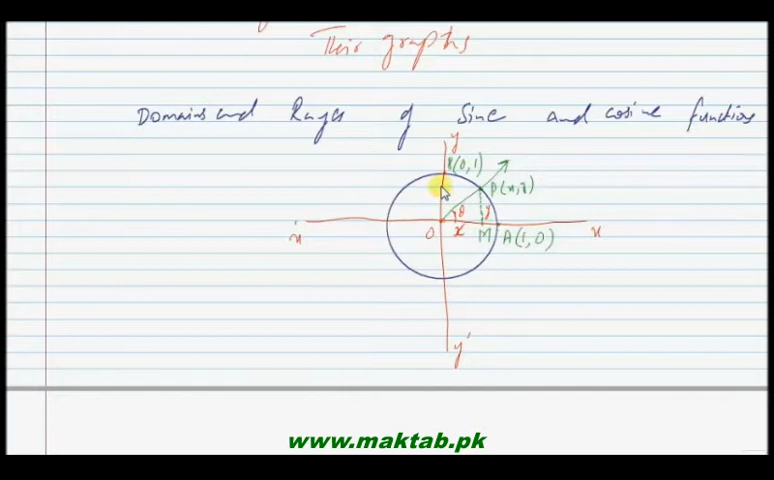 Their graphs
Domains and Ranges of Sine and cosine functions
y
B(0,1)
P(x,y)
θ
y
x
O
x
M
A(1,0)
x
y'
www.maktab.pk